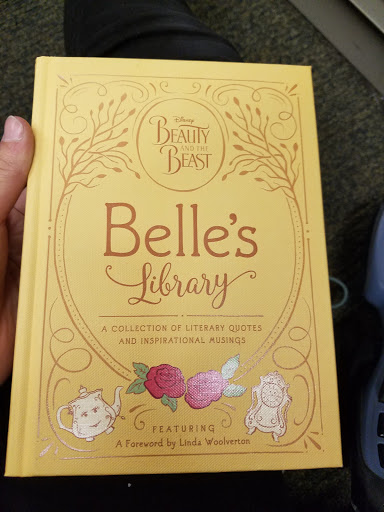 Disney
BEAUTY
AND THE
BEAST
Belle's
Library
A COLLECTION OF LITERARY QUOTES
AND INSPIRATIONAL MUSINGS
FEATURING
A Foreword by Linda Woolverton